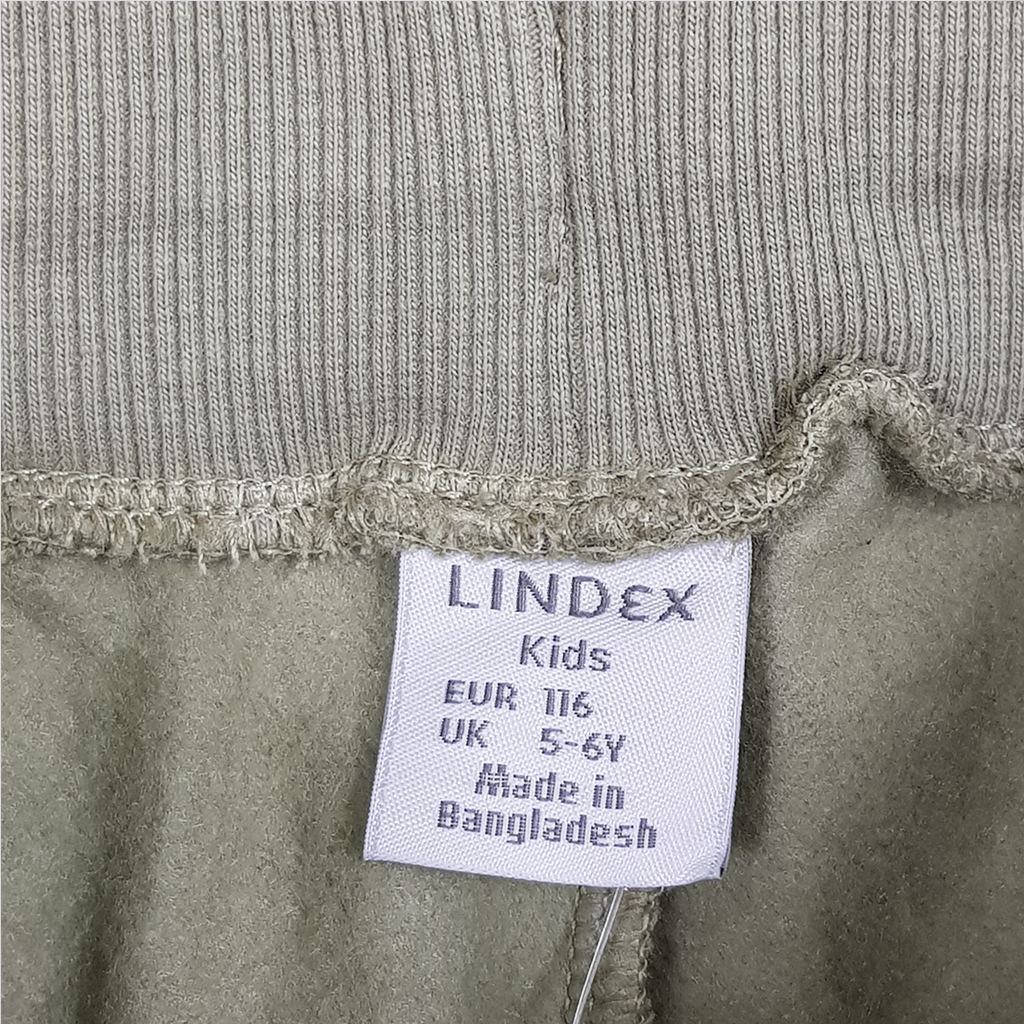 LINDEX
Kids
EUR 116
UK 5-6Y
Made in
Bangladesh